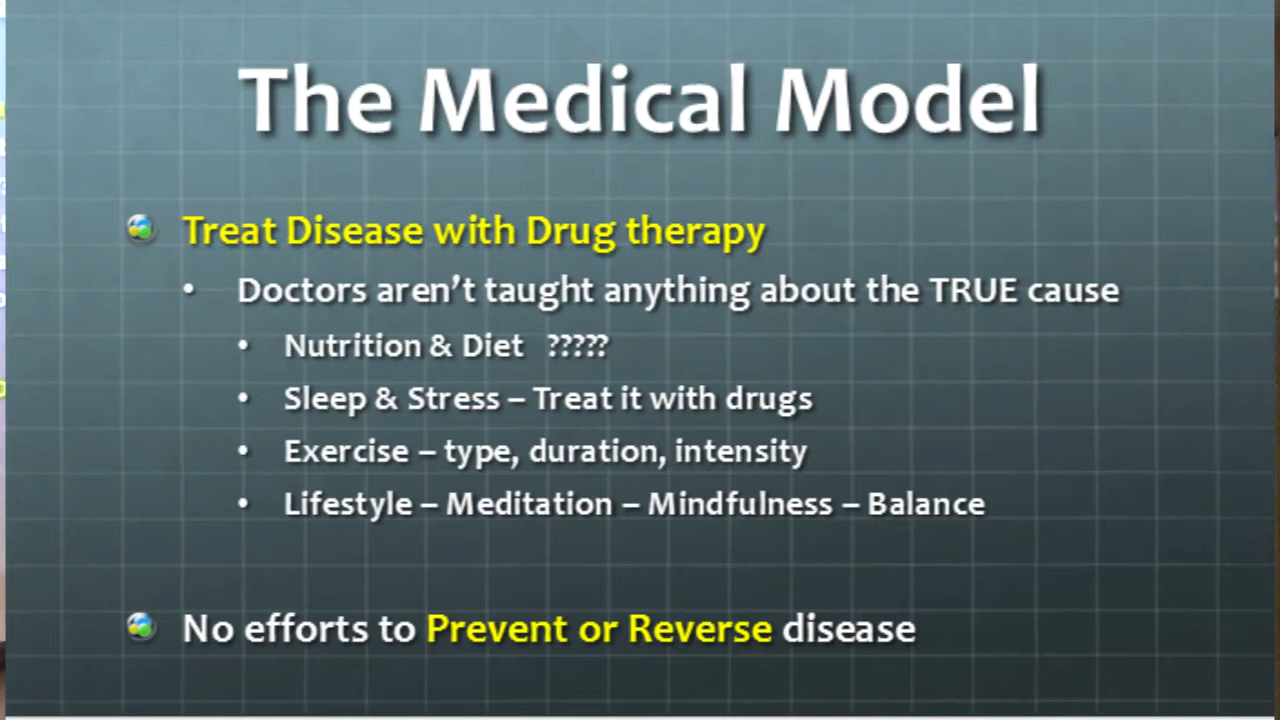 The Medical Model
Treat Disease with Drug therapy
• Doctors aren't taught anything about the TRUE cause
• Nutrition & Diet ?????
• Sleep & Stress – Treat it with drugs
• Exercise – type, duration, intensity
• Lifestyle – Meditation – Mindfulness – Balance
No efforts to Prevent or Reverse disease